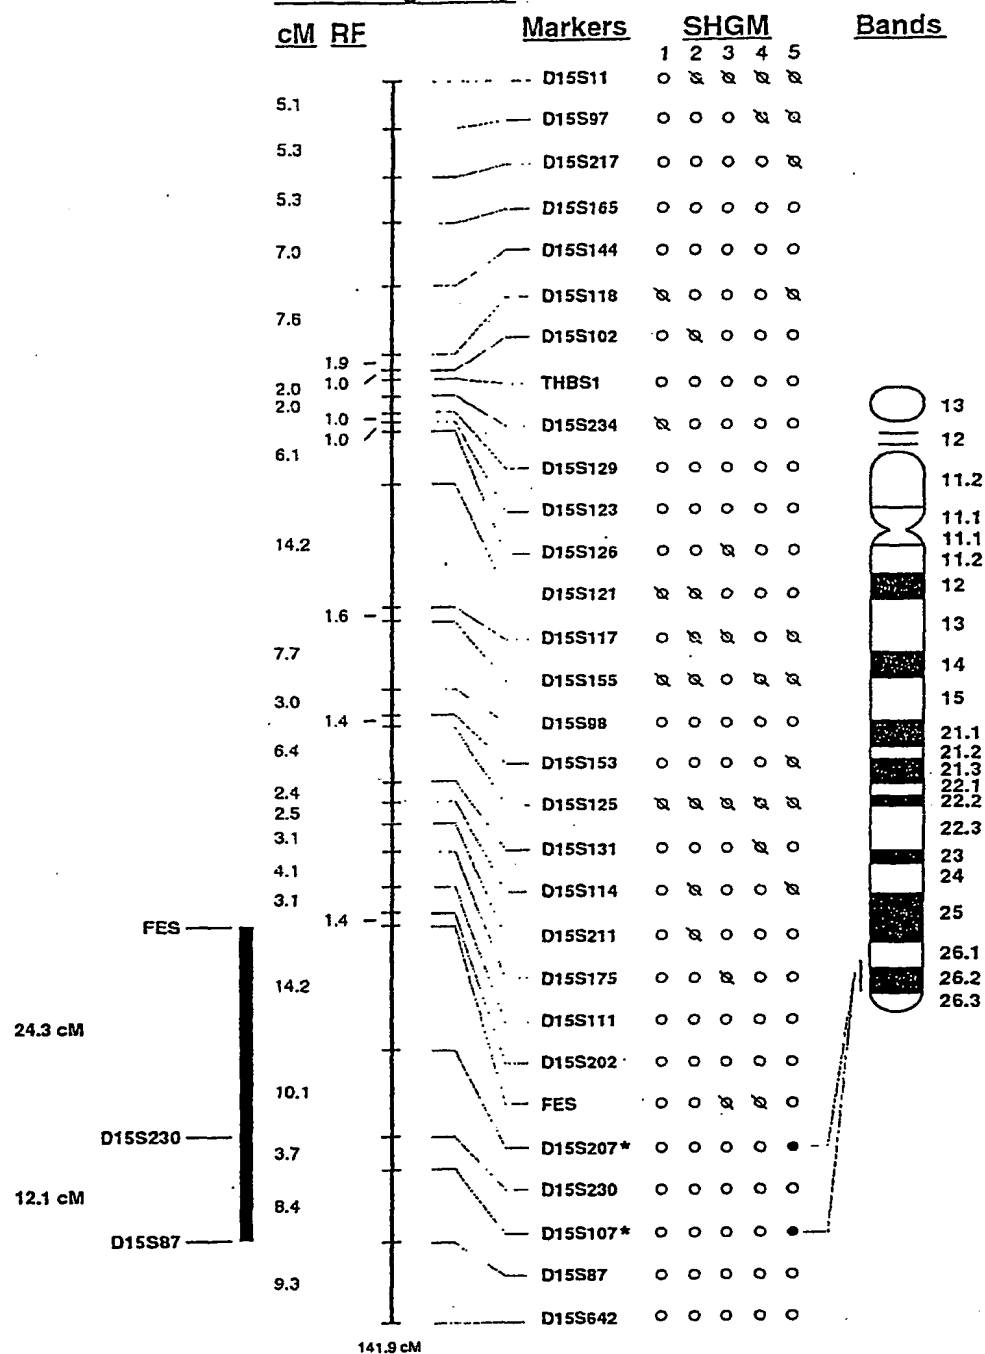 cM RF Markers SHGM Bands
1 2 3 4 5
D15S11
5.1
D15S97
5.3
D15S217
5.3
D15S165
7.0
D15S144
7.6
D15S118
1.9
D15S102
1.0
2.0
THBS1
2.0
1.0
D15S234
1.0
6.1
D15S129
D15S123
14.2
D15S126
D15S121
1.6
D15S117
7.7
D15S155
3.0
1.4
D15S98
6.4
D15S153
2.4
2.5
D15S125
3.1
D15S131
4.1
D15S114
3.1
1.4
D15S211
D15S175
14.2
D15S111
D15S202
10.1
FES
D15S207*
3.7
D15S230
8.4
D15S107*
9.3
D15S87
D15S642
141.9 cM
FES
24.3 cM
D15S230
12.1 cM
D15S87
13
12
11.2
11.1
11.1
11.2
12
13
14
15
21.1
21.2
21.3
22.1
22.2
22.3
23
24
25
26.1
26.2
26.3